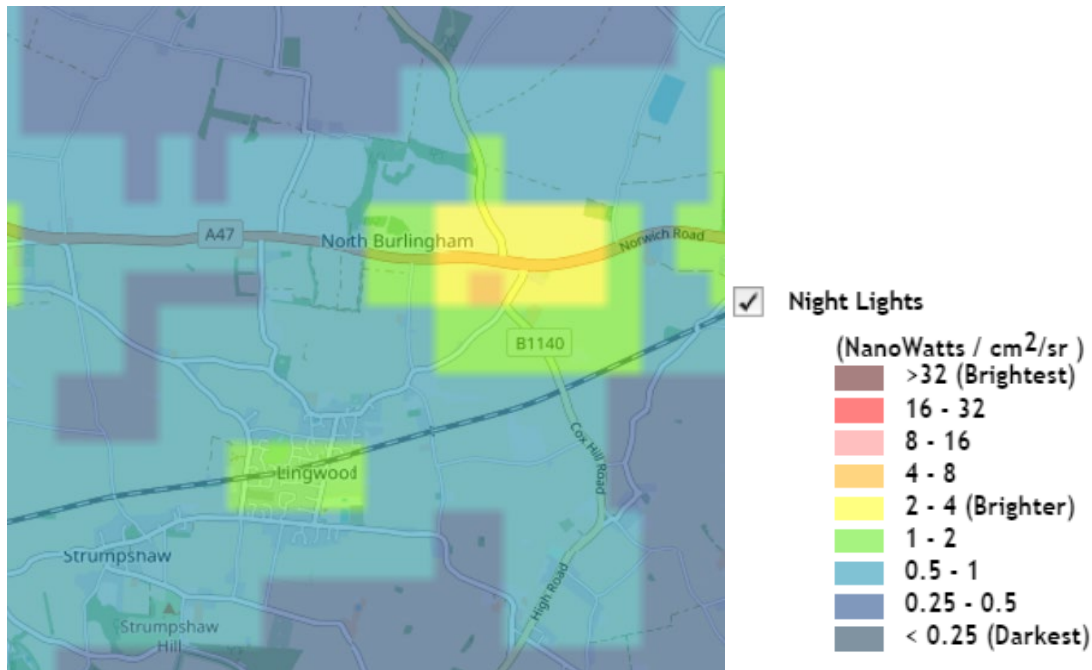 A47
North Burlingham
Norwich Road
B1140
Cox Hill Road
Lingwood
Strumpshaw
High Road
Strumpshaw
Hill
Night Lights
(NanoWatts / cm²/sr )
>32 (Brightest)
16 - 32
8 - 16
4 - 8
2 - 4 (Brighter)
1 - 2
0.5 - 1
0.25 - 0.5
< 0.25 (Darkest)